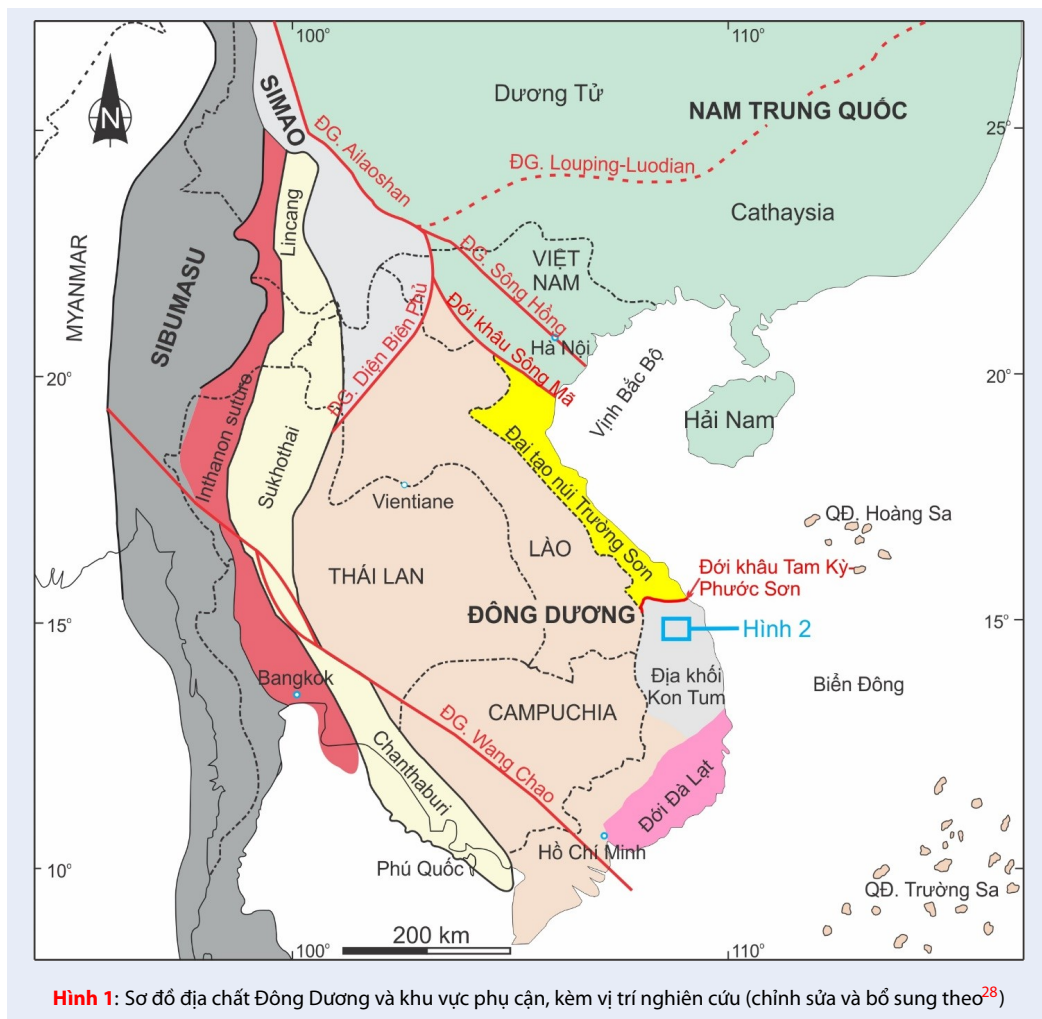 100°
110°
N
SIMAO
Dương Tử
NAM TRUNG QUỐC
25°
ĐG. Ailaoshan
ĐG. Louping-Luodian
Cathaysia
Lincang
MYANMAR
SIBUMASU
ĐG. Sông Hồng
VIỆT
NAM
ĐG. Diện Biên Phủ
Đới khâu Sông Mã
Hà Nội
Vịnh Bắc Bộ
20°
20°
Hải Nam
Inthanon suture
Sukhothai
Đai tạo núi Trường Sơn
Vientiane
QĐ. Hoàng Sa
LÀO
THÁI LAN
Đới khâu Tam Kỳ-
Phước Sơn
ĐÔNG DƯƠNG
15°
15°
Hình 2
Bangkok
Địa khối
Kon Tum
Biển Đông
CAMPUCHIA
ĐG. Wang Chao
Chanthaburi
Đới Đà Lạt
Hồ Chí Minh
Phú Quốc
10°
10°
QĐ. Trường Sa
200 km
100°
110°
Hình 1: Sơ đồ địa chất Đông Dương và khu vực phụ cận, kèm vị trí nghiên cứu (chỉnh sửa và bổ sung theo28)